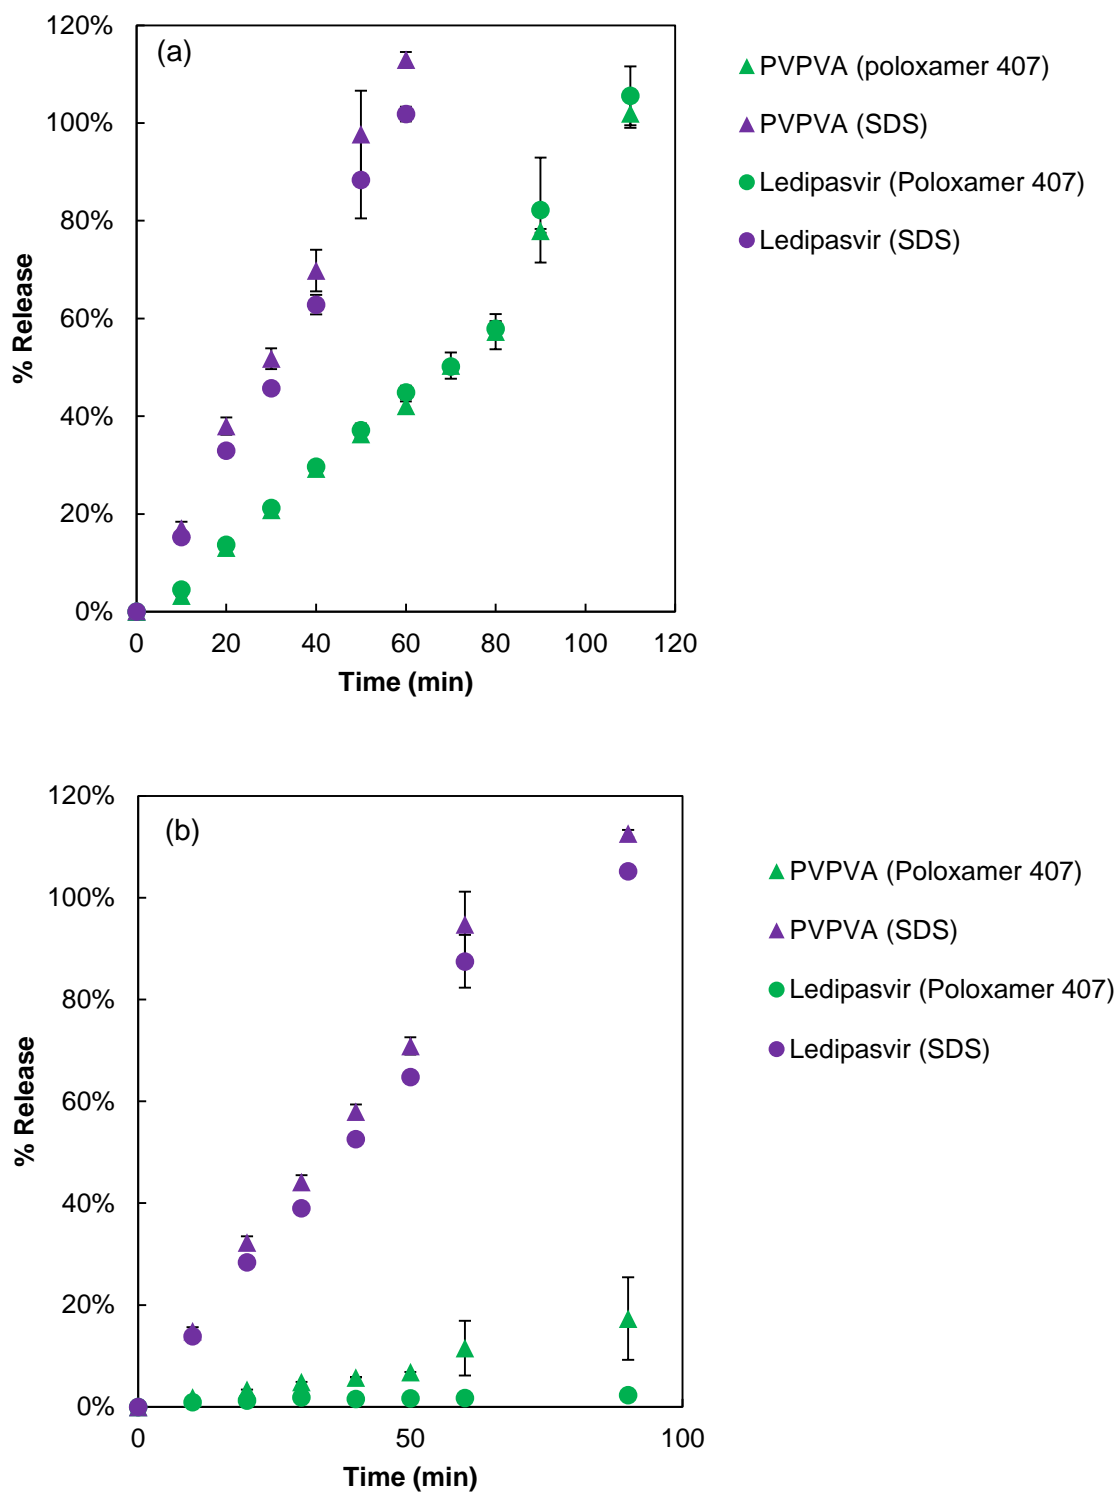 (a)
120%
100%
80%
60%
40%
20%
0%
% Release
0 20 40 60 80 100 120
Time (min)
PVPVA (poloxamer 407)
PVPVA (SDS)
Ledipasvir (Poloxamer 407)
Ledipasvir (SDS)
(b)
120%
100%
80%
60%
40%
20%
0%
% Release
0 50 100
Time (min)
PVPVA (Poloxamer 407)
PVPVA (SDS)
Ledipasvir (Poloxamer 407)
Ledipasvir (SDS)